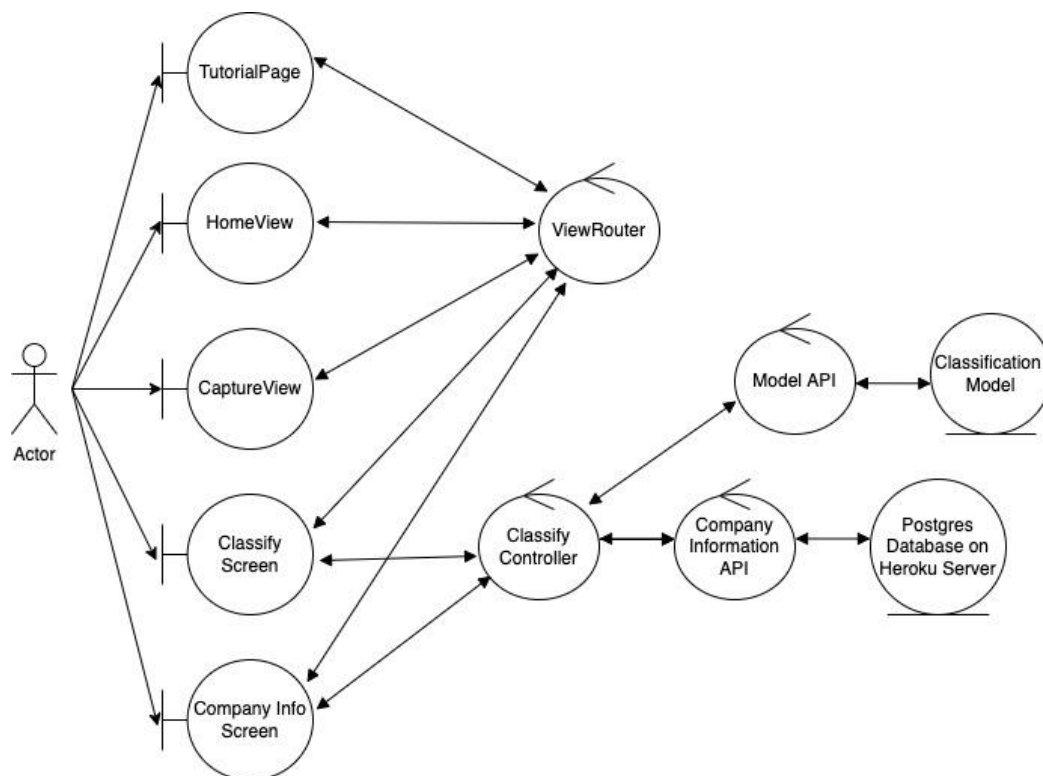 TutorialPage
HomeView
ViewRouter
CaptureView
Model API
Classification
Model
Actor
Classify
Screen
Classify
Controller
Company
Information
API
Postgres
Database on
Heroku Server
Company Info
Screen